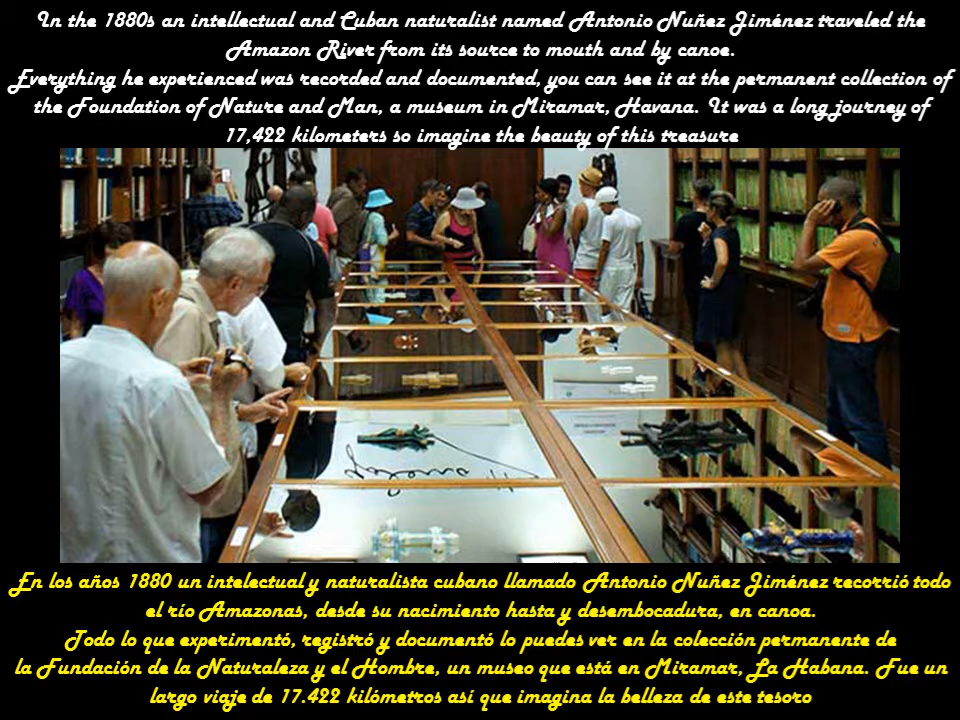 In the 1880s an intellectual and Cuban naturalist named Antonio Nuñez Jiménez traveled the
Amazon River from its source to mouth and by canoe.
Everything he experienced was recorded and documented, you can see it at the permanent collection of
the Foundation of Nature and Man, a museum in Miramar, Havana. It was a long journey of
17,422 kilometers so imagine the beauty of this treasure
En los años 1880 un intelectual y naturalista cubano llamado Antonio Nuñez Jiménez recorrió todo
el río Amazonas, desde su nacimiento hasta y desembocadura, en canoa.
Todo lo que experimentó, registró y documentó lo puedes ver en la colección permanente de
la Fundación de la Naturaleza y el Hombre, un museo que está en Miramar, La Habana. Fue un
largo viaje de 17.422 kilómetros así que imagina la belleza de este tesoro